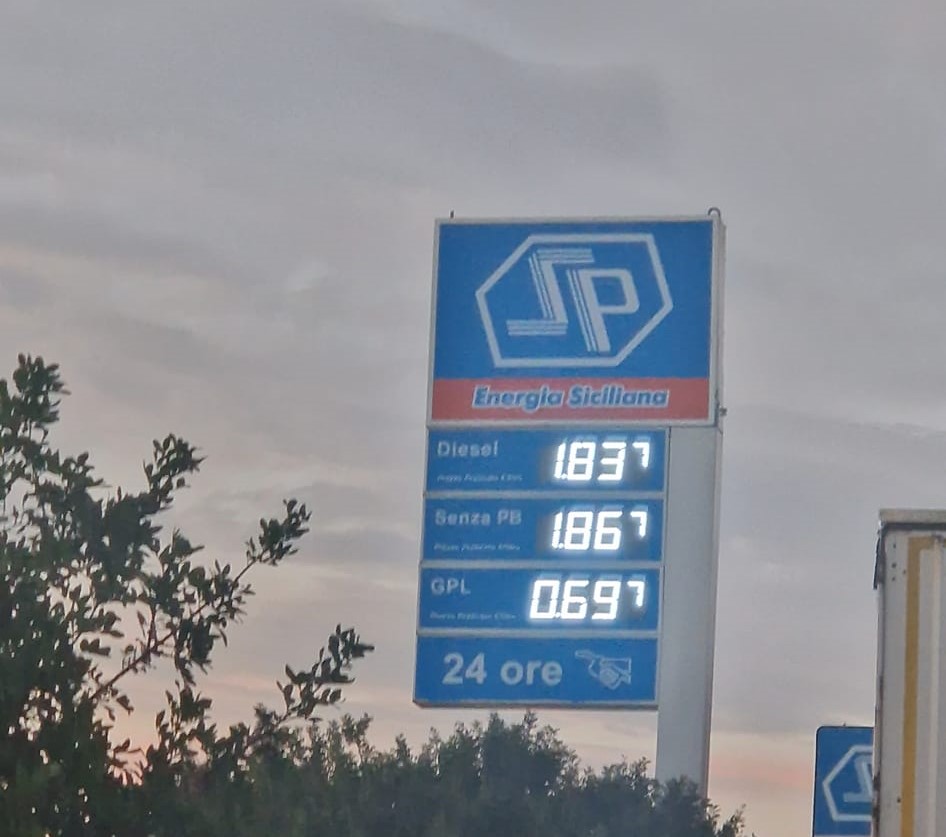 SP
Energia Siciliana
Diesel 1.837
Senza PB 1.867
GPL 0.697
24 ore